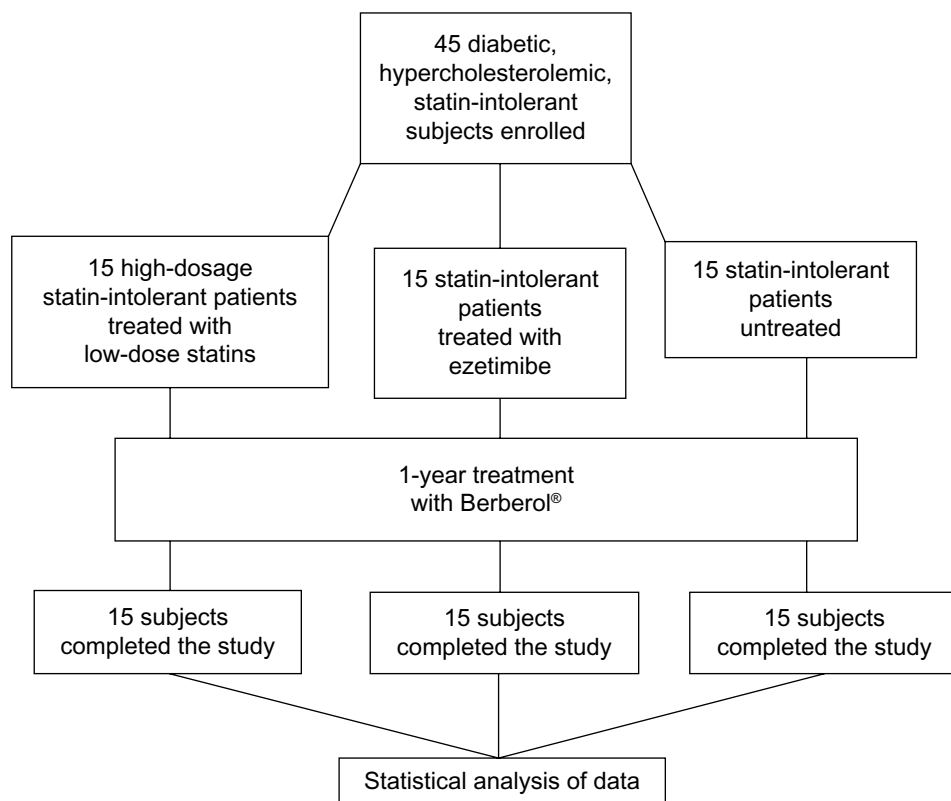 45 diabetic,
hypercholesterolemic,
statin-intolerant
subjects enrolled
15 high-dosage
statin-intolerant patients
treated with
low-dose statins
15 statin-intolerant
patients
treated with
ezetimibe
15 statin-intolerant
patients
untreated
1-year treatment
with Berberol®
15 subjects
completed the study
15 subjects
completed the study
15 subjects
completed the study
Statistical analysis of data